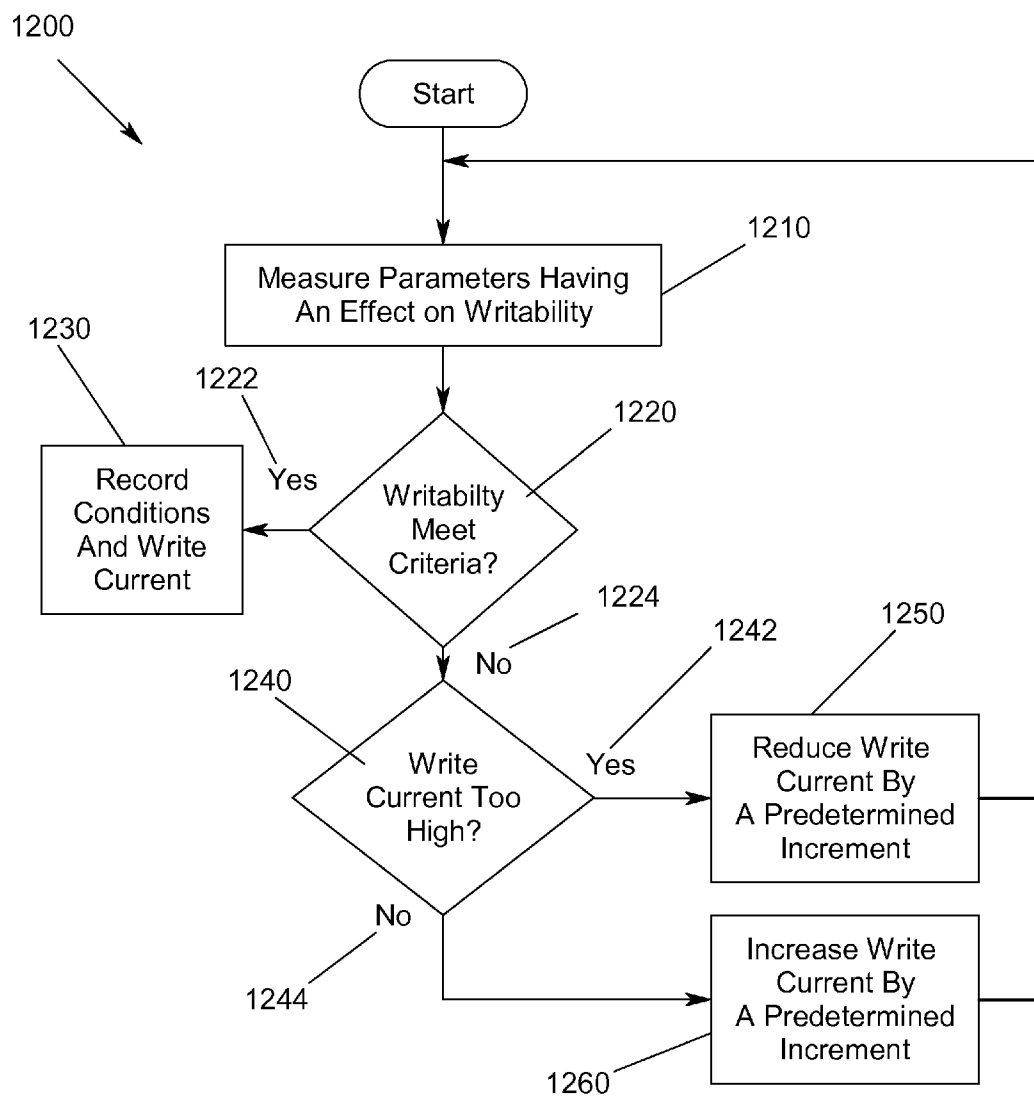 1200
Start
1210
Measure Parameters Having
An Effect on Writability
1230
1222
Yes
1220
Record
Conditions
And Write
Current
Writabilty
Meet
Criteria?
1224
No
1242
1250
1240
Write
Current Too
High?
Yes
Reduce Write
Current By
A Predetermined
Increment
No
1244
Increase Write
Current By
A Predetermined
Increment
1260